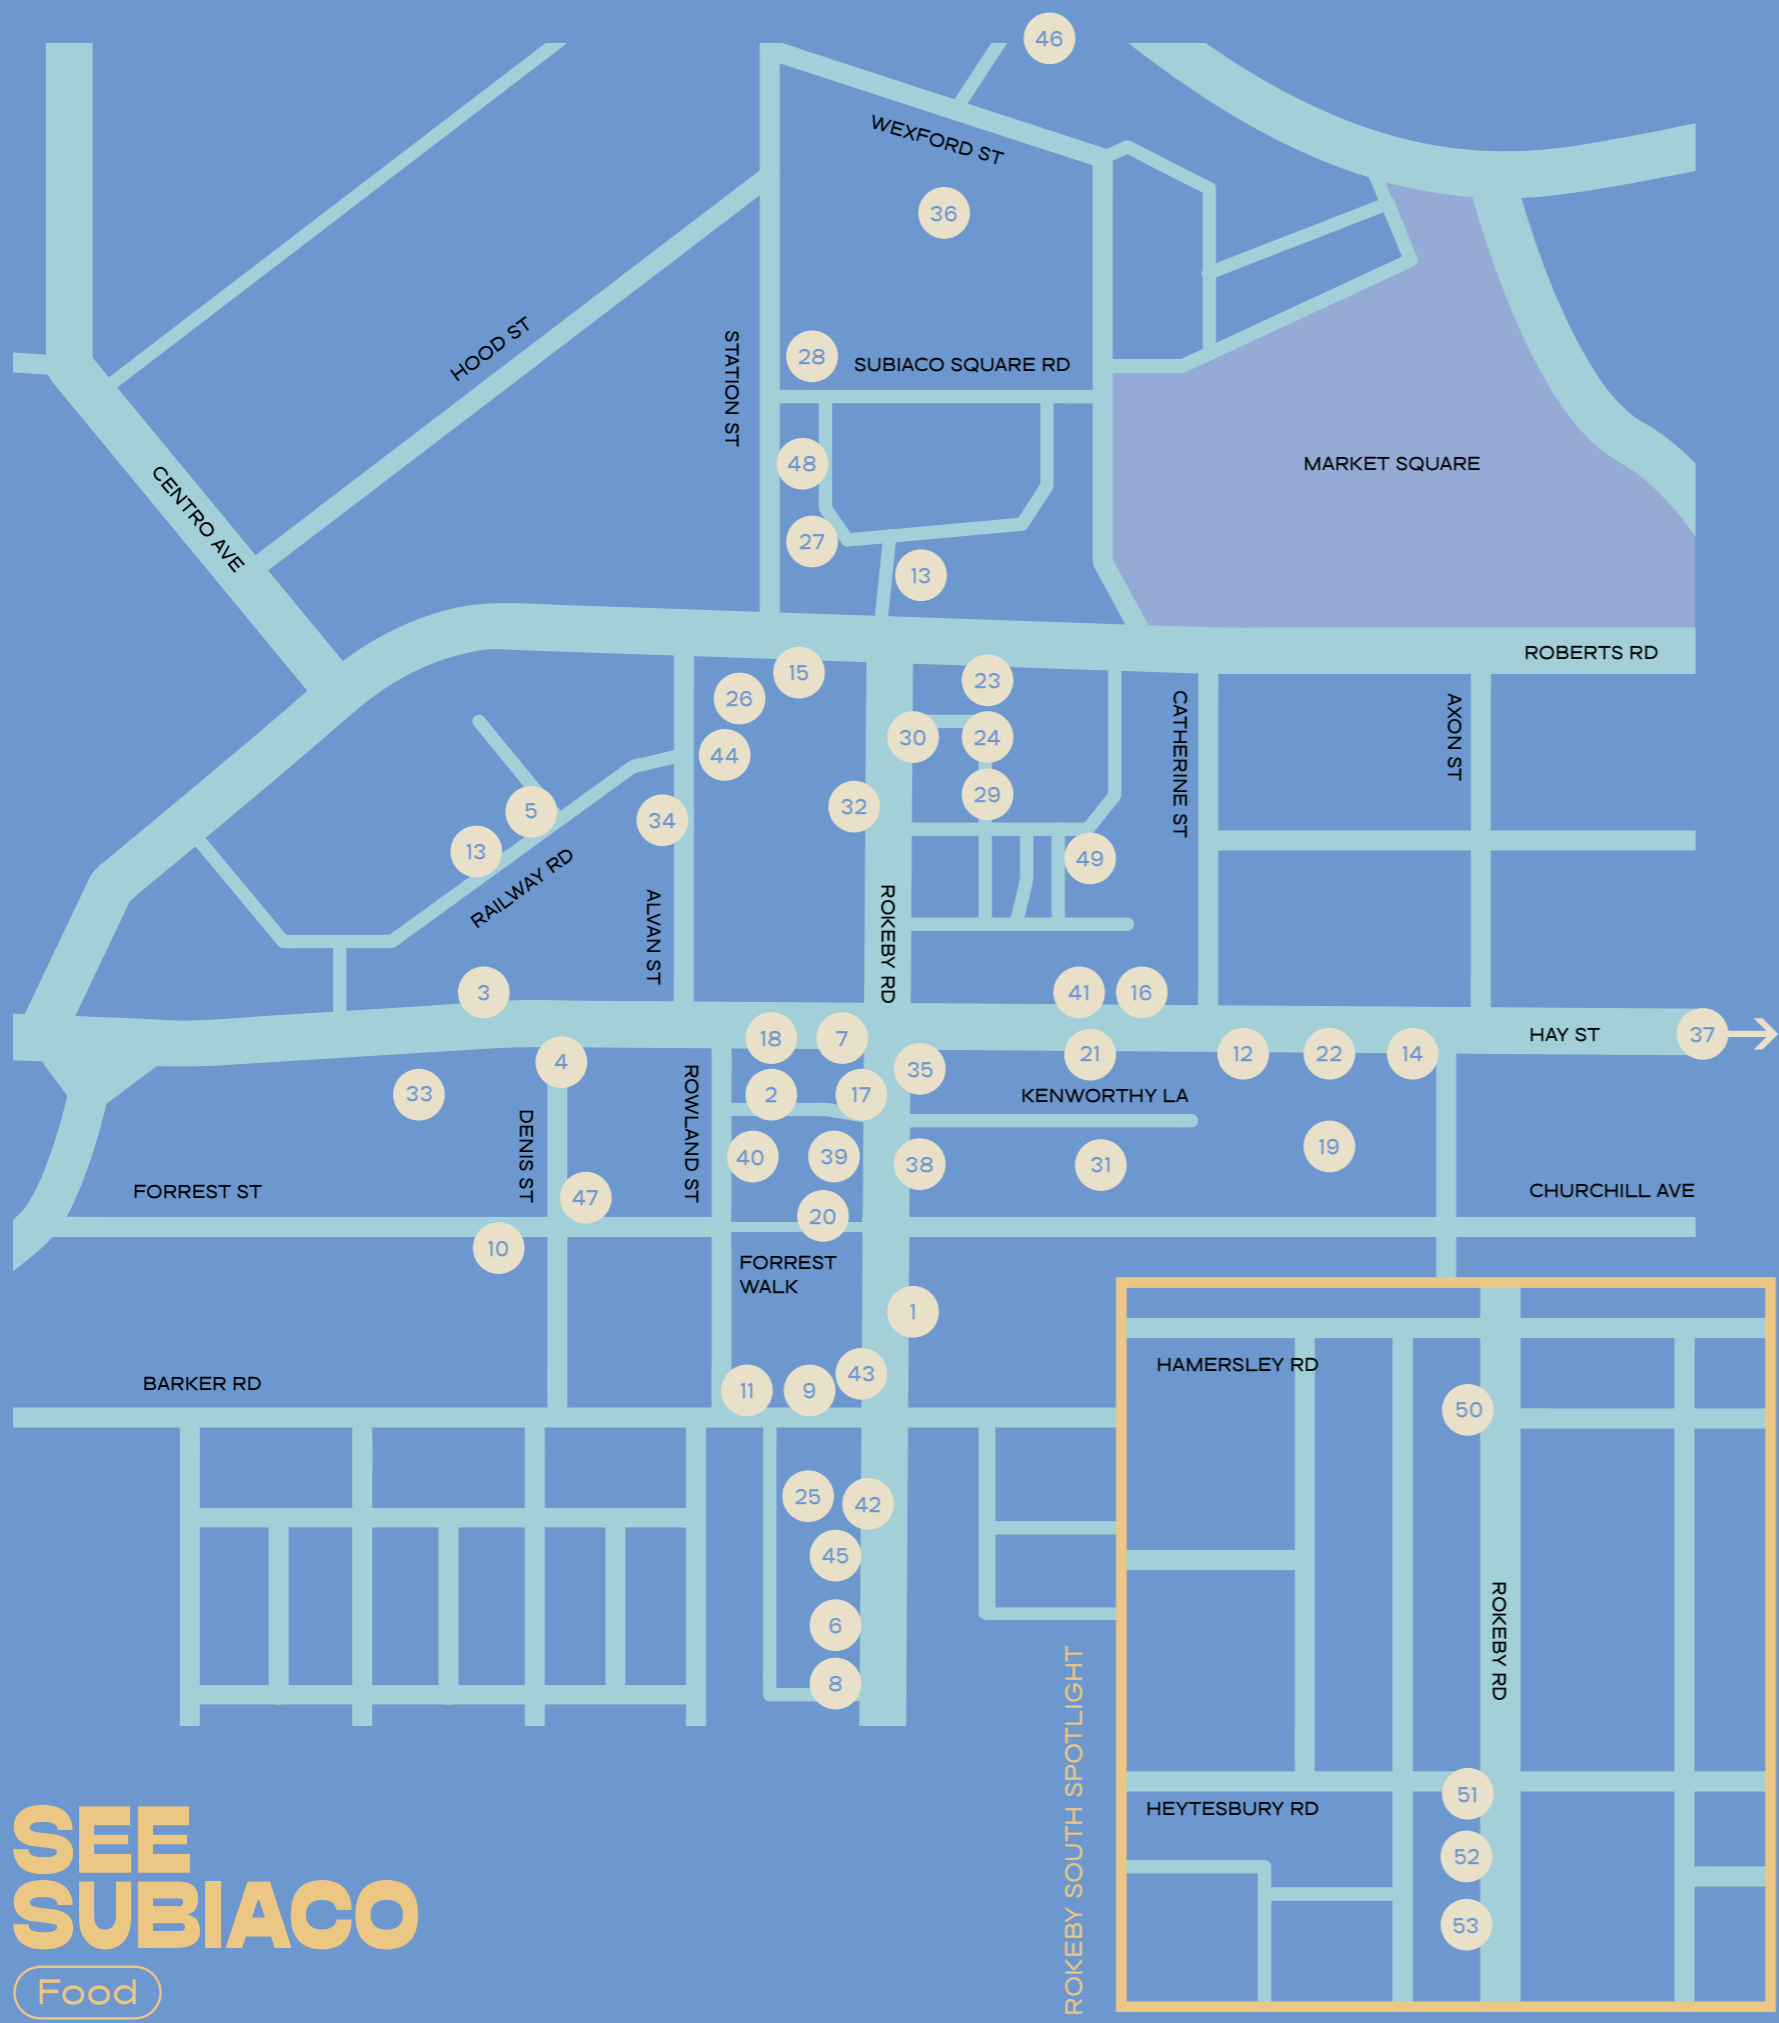 46
WEXFORD ST
36
HOOD ST
STATION ST
28
SUBIACO SQUARE RD
48
MARKET SQUARE
CENTRO AVE
27
13
ROBERTS RD
15
23
26
CATHERINE ST
AXON ST
30
24
44
29
5
34
32
13
49
RAILWAY RD
ALVAN ST
ROKEBY RD
3
41
16
18
7
HAY ST
37
4
35
21
12
22
14
33
2
17
KENWORTHY LA
DENIS ST
ROWLAND ST
40
39
38
31
19
FORREST ST
47
CHURCHILL AVE
20
10
FORREST
WALK
1
HAMERSLEY RD
BARKER RD
11
9
43
50
25
42
45
6
ROKEBY RD
8
ROKEBY SOUTH SPOTLIGHT
51
HEYTESBURY RD
52
53
SEE
SUBIACO
Food